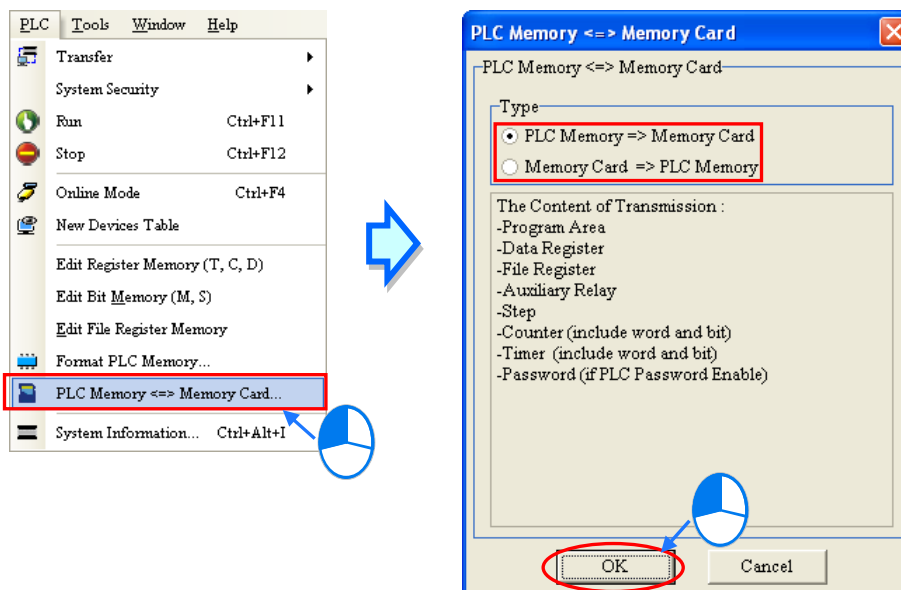 PLC Tools Window Help
Transfer
System Security
Run Ctrl+F11
Stop Ctrl+F12
Online Mode Ctrl+F4
New Devices Table
Edit Register Memory (T, C, D)
Edit Bit Memory (M, S)
Edit File Register Memory
Format PLC Memory...
PLC Memory <=> Memory Card...
System Information... Ctrl+Alt+I
PLC Memory <=> Memory Card
PLC Memory <=> Memory Card
Type
PLC Memory => Memory Card
Memory Card => PLC Memory
The Content of Transmission :
-Program Area
-Data Register
-File Register
-Auxiliary Relay
-Step
-Counter (include word and bit)
-Timer (include word and bit)
-Password (if PLC Password Enable)
OK Cancel